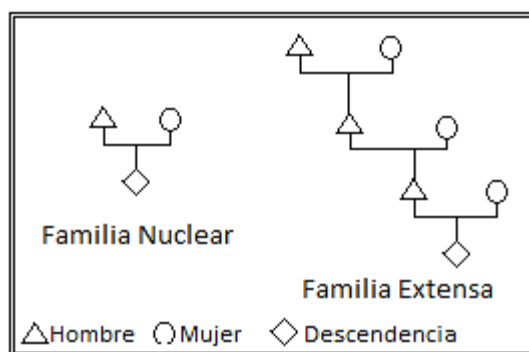 Familia Nuclear
Familia Extensa
Hombre Mujer Descendencia